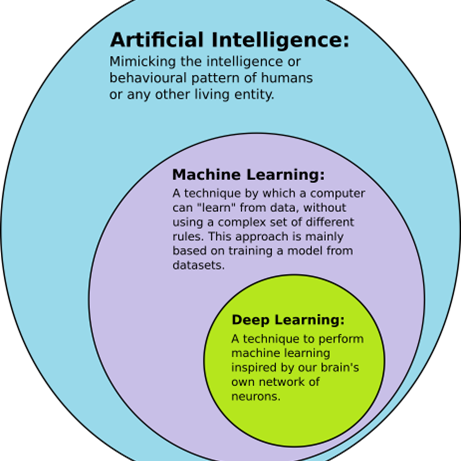 Artificial Intelligence:
Mimicking the intelligence or
behavioural pattern of humans
or any other living entity.
Machine Learning:
A technique by which a computer
can "learn" from data, without
using a complex set of different
rules. This approach is mainly
based on training a model from
datasets.
Deep Learning:
A technique to perform
machine learning
inspired by our brain's
own network of
neurons.